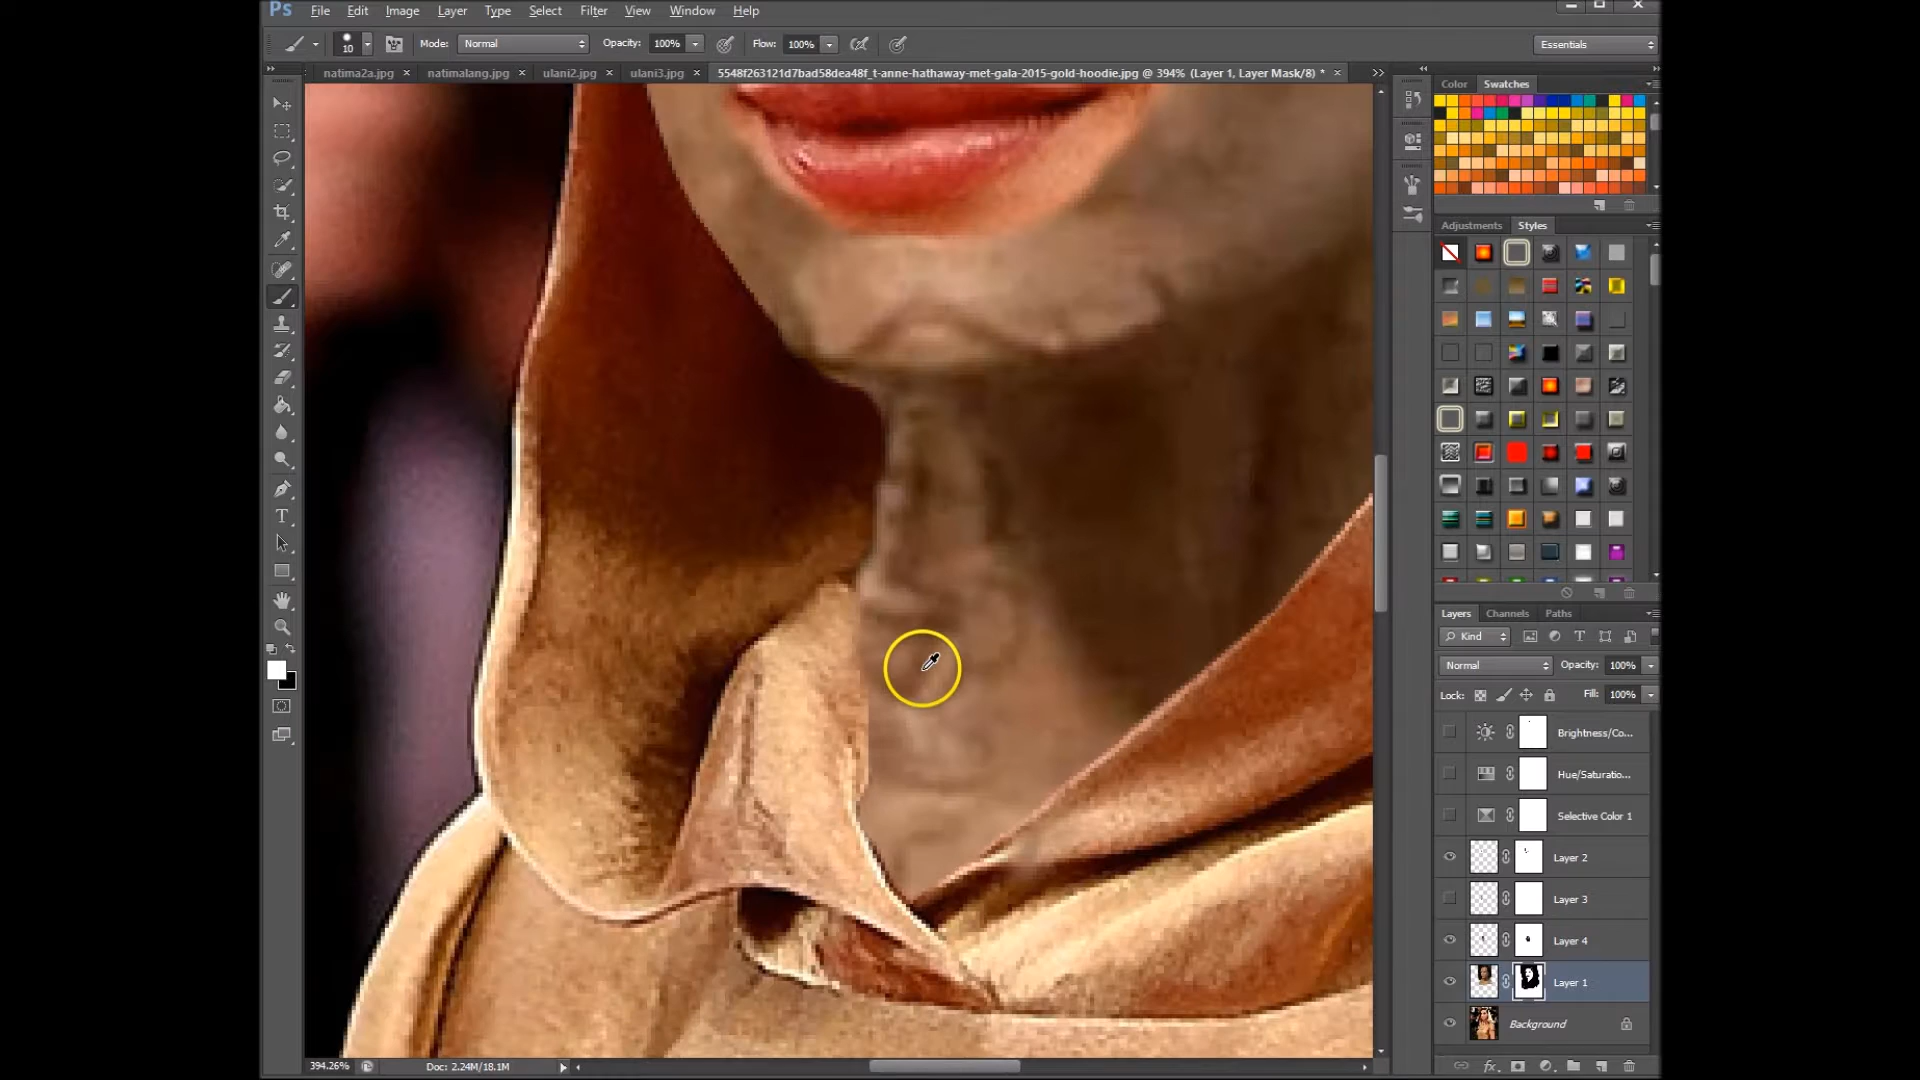 Ps File Edit Image Layer Type Select Filter View Window Help
10 Mode: Normal Opacity: 100% Flow: 100% Essentials
natima2a.jpg × natimalang.jpg × ulani2.jpg × ulani3.jpg × 5548f263121d7bad58dea48f_t-anne-hathaway-met-gala-2015-gold-hoodie.jpg @ 394% (Layer 1, Layer Mask/8) * ×
Color Swatches
Adjustments Styles
Layers Channels Paths
Kind
Normal Opacity: 100%
Lock: Fill: 100%
Brightness/Co...
Hue/Saturatio...
Selective Color 1
Layer 2
Layer 3
Layer 4
Layer 1
Background
394.26% Doc: 2.24M/18.1M